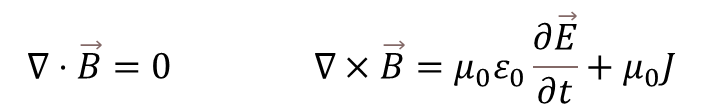 ∇ · B⃗ = 0    ∇ × B⃗ = μ₀ε₀ ∂E⃗/∂t + μ₀J